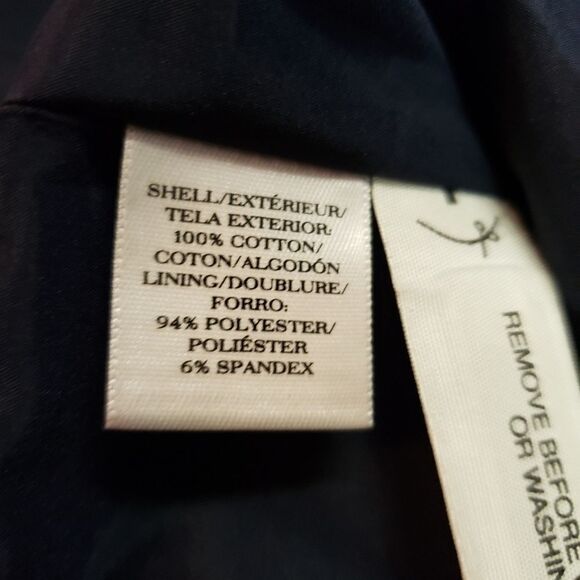 SHELL/EXTÉRIEUR/
TELA EXTERIOR:
100% COTTON/
COTON/ALGODÓN
LINING/DOUBLURE/
FORRO:
94% POLYESTER/
POLIÉSTER
6% SPANDEX
REMOVE BEFORE
OR WASHIN